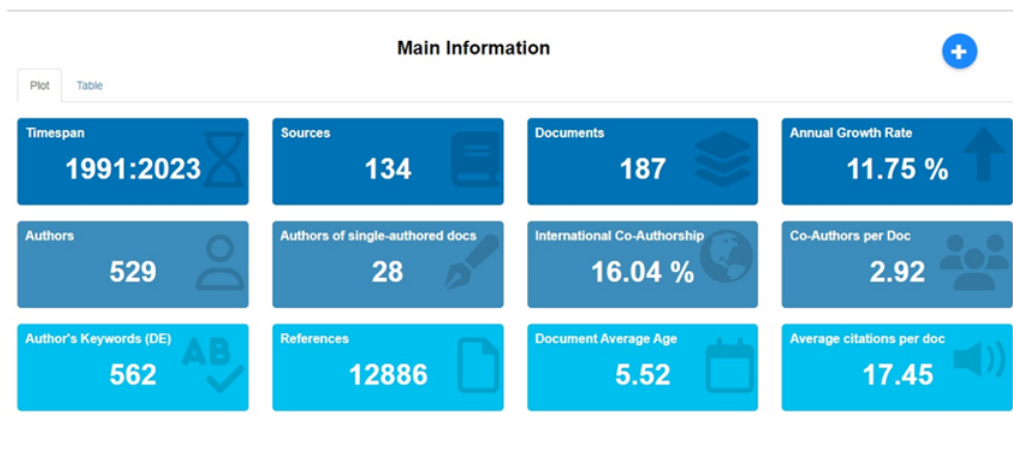 Main Information
+
Plot Table
Timespan
1991:2023
Sources
134
Documents
187
Annual Growth Rate
11.75 %
Authors
529
Authors of single-authored docs
28
International Co-Authorship
16.04 %
Co-Authors per Doc
2.92
Author's Keywords (DE)
AB
562
References
12886
Document Average Age
5.52
Average citations per doc
17.45